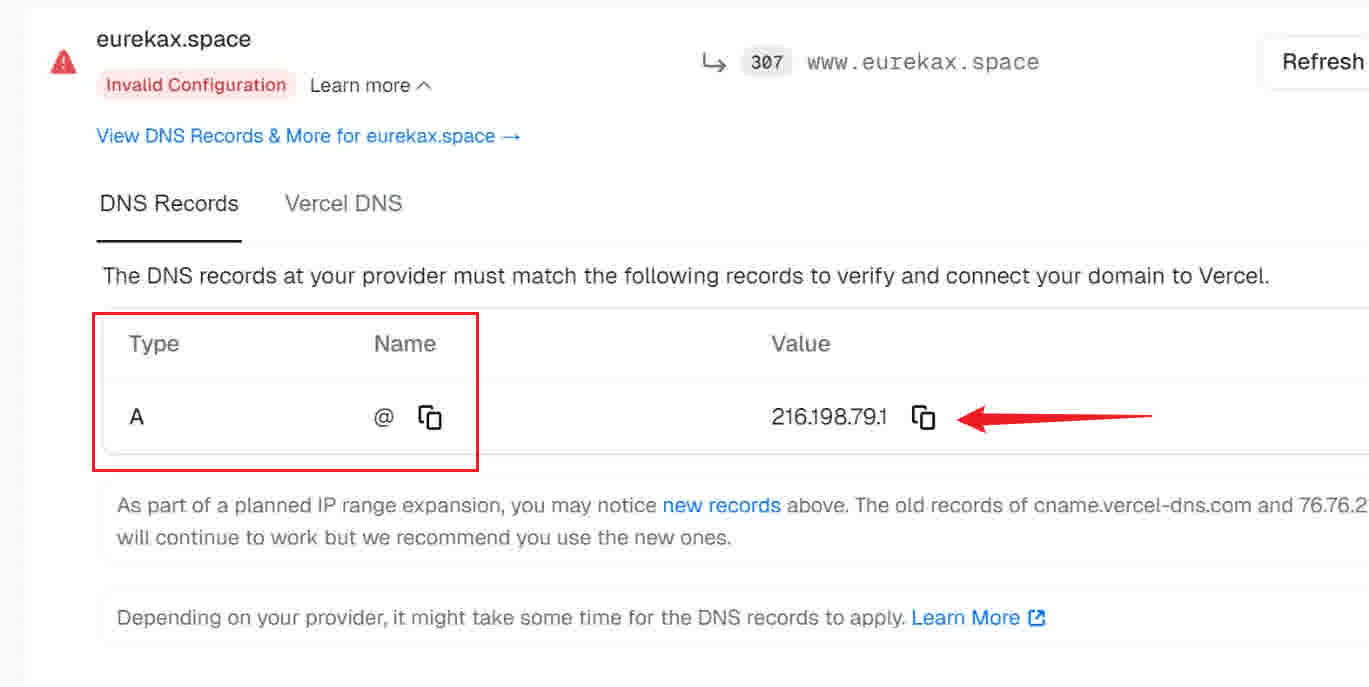 eurekax.space
Invalid Configuration Learn more
307 www.eurekax.space
Refresh
View DNS Records & More for eurekax.space →
DNS Records Vercel DNS
The DNS records at your provider must match the following records to verify and connect your domain to Vercel.
Type Name Value
A @ 216.198.79.1
As part of a planned IP range expansion, you may notice new records above. The old records of cname.vercel-dns.com and 76.76.2
will continue to work but we recommend you use the new ones.
Depending on your provider, it might take some time for the DNS records to apply. Learn More